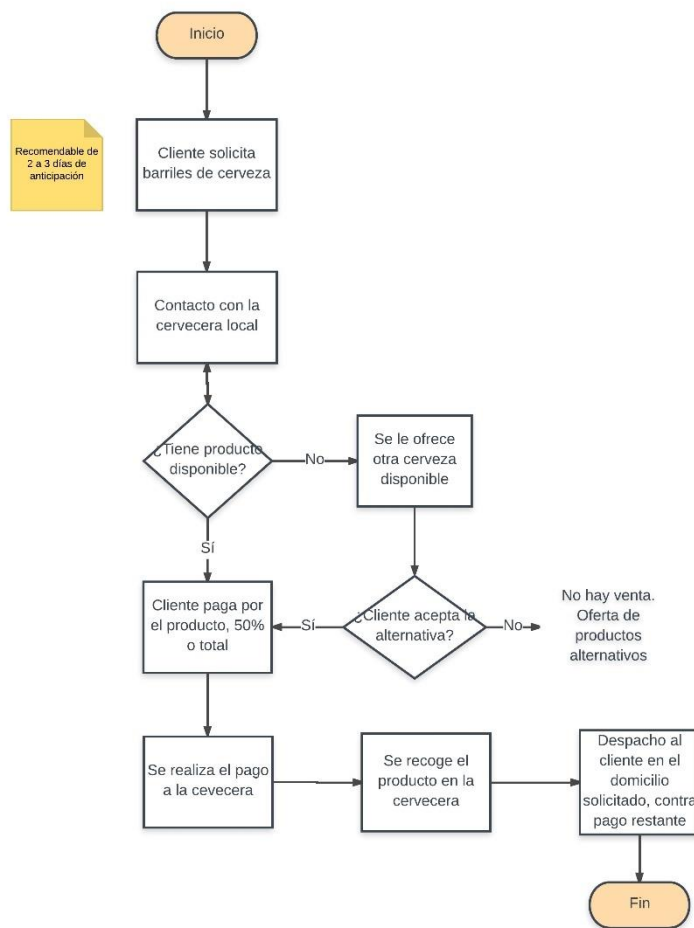 Inicio
Recomendable de
2 a 3 días de
anticipación
Cliente solicita
barriles de cerveza
Contacto con la
cervecera local
¿Tiene producto
disponible?
No
Se le ofrece
otra cerveza
disponible
Sí
Cliente paga por
el producto, 50%
o total
Sí
¿Cliente acepta la
alternativa?
No
No hay venta.
Oferta de
productos
alternativos
Se realiza el pago
a la cevecera
Se recoge el
producto en la
cervecera
Despacho al
cliente en el
domicilio
solicitado, contra
pago restante
Fin